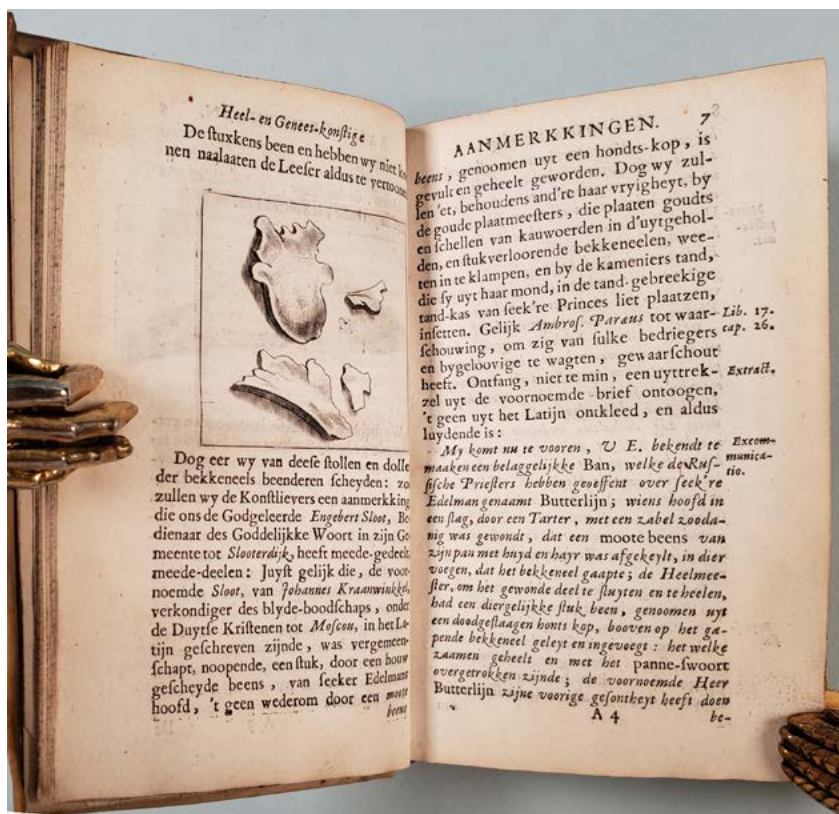 Heel- en Genees-konſtige
De ſtuxkens been en hebben wy niet
nen naalaaten de Leeſer aldus te vertoonen
Dog eer wy van deeſe ſtollen en dolle
der bekkeneels beenderen ſcheyden: zo
zullen wy de Konſtlievers een aanmerkking
die ons de Godgeleerde Engebert Sloot, Be-
dienaar des Goddelijkke Woort in zijn Ge-
meente tot Slooterdijk, heeft meede-gedeelt
meede-deelen: Juyſt gelijk die, de voor-
noemde Sloot, van Johannes Kraanwinkkel,
verkondiger des blyde-boodſchaps, onder
de Duytſe Kriſtenen tot Moſcou, in het La-
tijn geſchreven zijnde, was vergemeen-
ſchapt, noopende, een ſtuk, door een houw
geſcheyde beens, van ſeeker Edelmans
hoofd, 't geen wederom door een moote
beens
AANMERKKINGEN. 7
beens, genoomen uyt een hondts-kop, is
gevult en geheelt geworden. Dog wy zul-
len 'et, behoudens and're haar vryigheyt, by
de goude plaatmeeſters, die plaaten goudts
en ſchellen van kauwoerden in d'uytgehol-
den, en ſtukverloorende bekkeneelen, wee-
ten in te klampen, en by de kameniers tand,
die ſy uyt haar mond, in de tand-gebreekige
tand-kas van ſeek're Princes liet plaatzen,
inſetten. Gelijk Ambroſ. Paræus tot waar- Lib. 17.
ſchouwing, om zig van ſulke bedriegers cap. 26.
en bygeloovige te wagten, gewaarſchout
heeft. Ontfang, niet te min, een uyttrek- Extract.
zel uyt de voornoemde brief ontoogen,
't geen uyt het Latijn ontkleed, en aldus
luydende is:
My komt nu te vooren, U E. bekendt te Excom-
maaken een belaggelijkke Ban, welke de Ruſ- municatio-
ſiſche Prieſters hebben geoeffent over ſeek're tio.
Edelman genaamt Butterlijn; wiens hoofd in
een ſlag, door een Tarter, met een zabel zooda-
nig was gewondt, dat een moote beens van
zijn pan met huyd en hayr was afgekeylt, in dier
voegen, dat het bekkeneel gaapte; de Heelmee-
ſter, om het gewonde deel te ſluyten en te heelen,
had een diergelijkke ſtuk been, genoomen uyt
een doodgeſlaagen honts kop, booven op het ga-
pende bekkeneel geleyt en ingevoegt: het welke
zaamen geheelt en met het panne-ſwoort
overgetrokken zijnde; de voornoemde Heer
Butterlijn zijne voorige geſontheyt heeft doen
A 4 be-